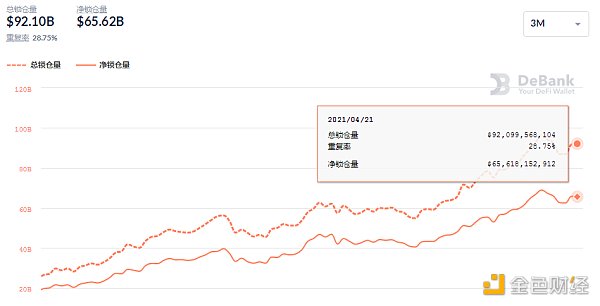 总锁仓量
净锁仓量
$92.10B
$65.62B
重复率 28.75%
3M
总锁仓量
净锁仓量
DeBank
Your DeFi Wallet
120B
100B
80B
60B
40B
20B
2021/04/21
总锁仓量
$92,099,568,104
重复率
28.75%
净锁仓量
$65,618,152,912
金色财经